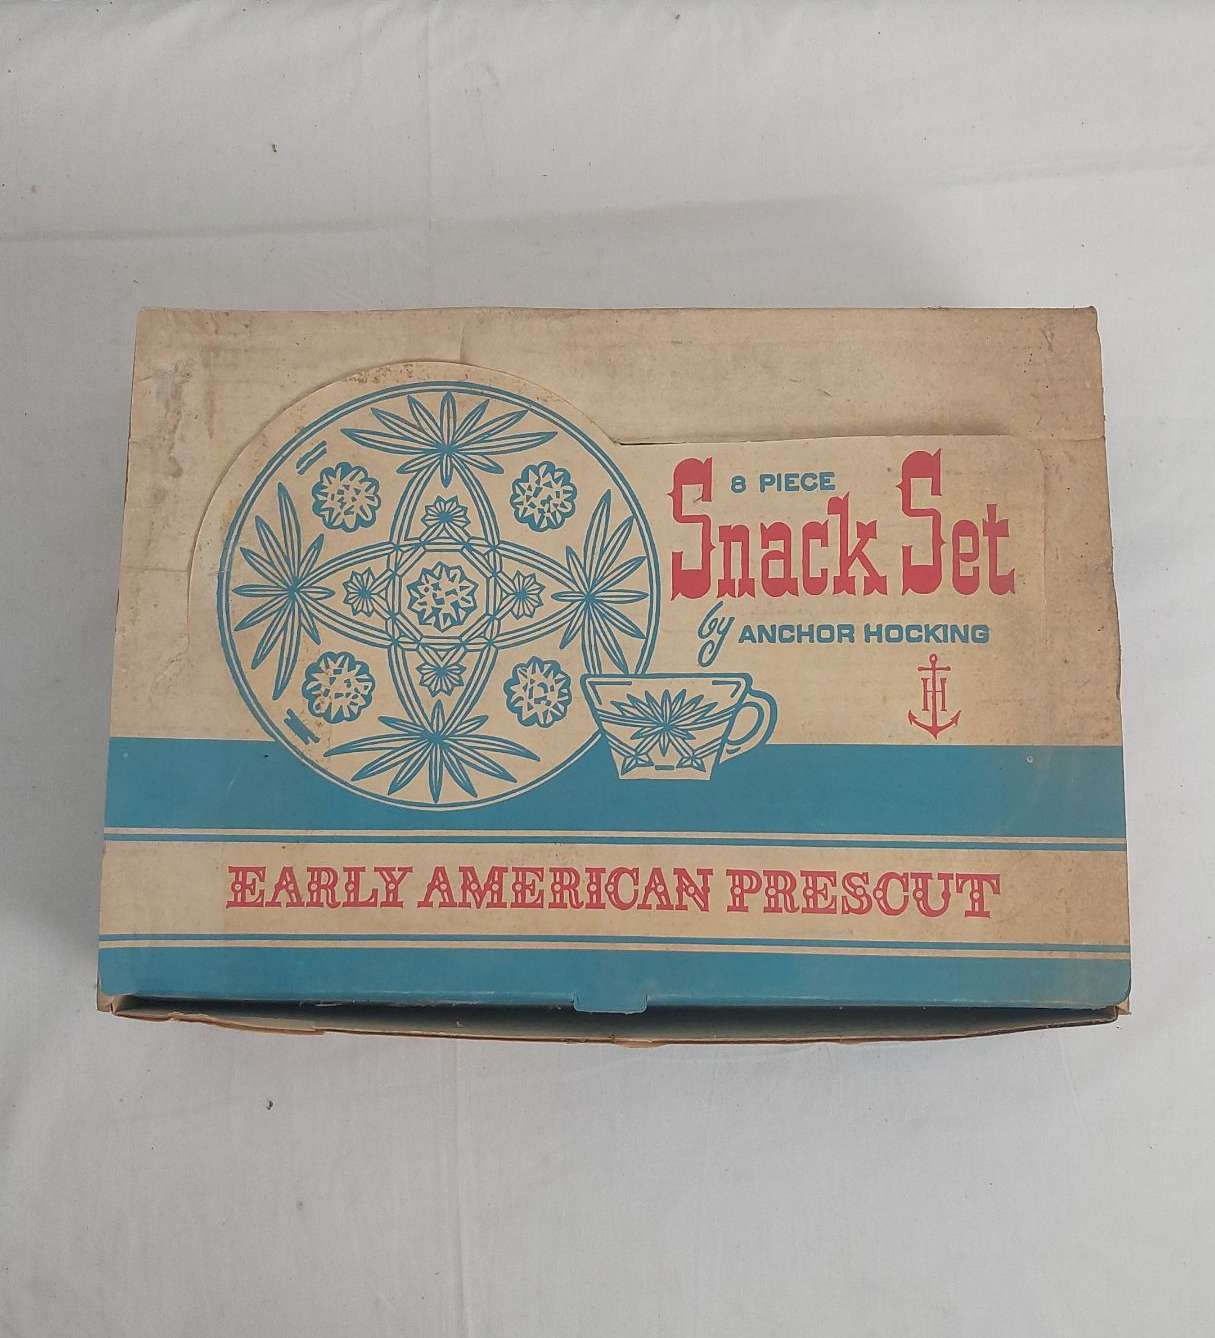 8 PIECE
Snack Set
by ANCHOR HOCKING
H
EARLY AMERICAN PRESCUT